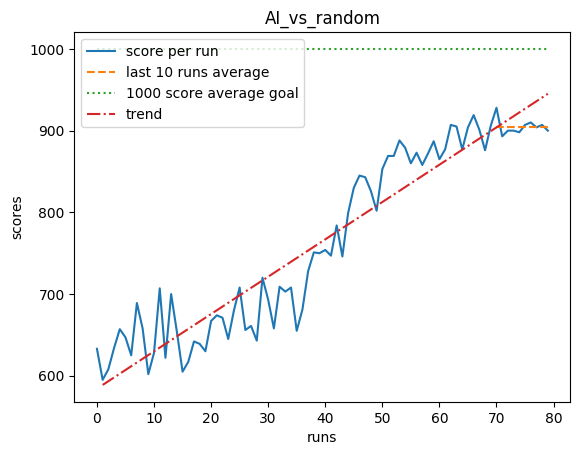 AI_vs_random
score per run
last 10 runs average
1000 score average goal
trend
1000
900
800
700
600
scores
0 10 20 30 40 50 60 70 80
runs